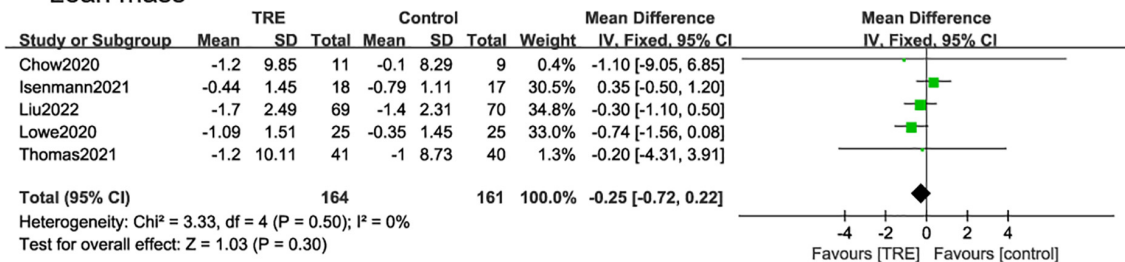 Lean mass
TRE Control Mean Difference Mean Difference
Study or Subgroup Mean SD Total Mean SD Total Weight IV, Fixed, 95% CI IV, Fixed, 95% CI
Chow2020 -1.2 9.85 11 -0.1 8.29 9 0.4% -1.10 [-9.05, 6.85]
Isenmann2021 -0.44 1.45 18 -0.79 1.11 17 30.5% 0.35 [-0.50, 1.20]
Liu2022 -1.7 2.49 69 -1.4 2.31 70 34.8% -0.30 [-1.10, 0.50]
Lowe2020 -1.09 1.51 25 -0.35 1.45 25 33.0% -0.74 [-1.56, 0.08]
Thomas2021 -1.2 10.11 41 -1 8.73 40 1.3% -0.20 [-4.31, 3.91]
Total (95% CI) 164 161 100.0% -0.25 [-0.72, 0.22]
Heterogeneity: Chi² = 3.33, df = 4 (P = 0.50); I² = 0%
Test for overall effect: Z = 1.03 (P = 0.30)
-4 -2 0 2 4
Favours [TRE] Favours [control]